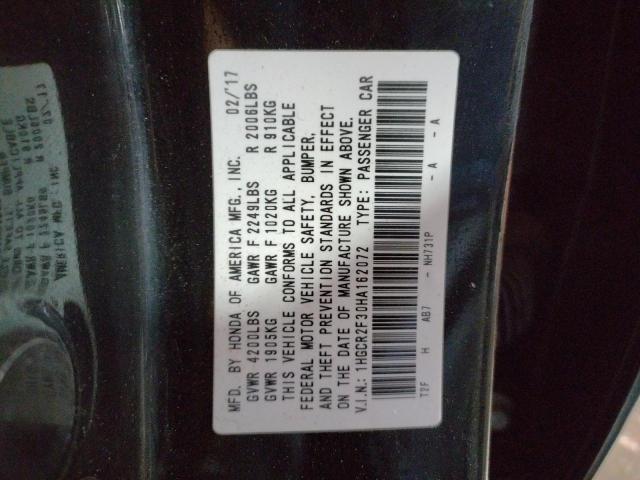 MFD. BY HONDA OF AMERICA MFG., INC. 02/'17
GVWR 4200LBS GAWR F 2249LBS R 2006LBS
GVWR 1905KG GAWR F 1020KG R 910KG
THIS VEHICLE CONFORMS TO ALL APPLICABLE
FEDERAL MOTOR VEHICLE SAFETY, BUMPER,
AND THEFT PREVENTION STANDARDS IN EFFECT
ON THE DATE OF MANUFACTURE SHOWN ABOVE.
V.I.N.: 1HGCR2F30HA162072 TYPE: PASSENGER CAR
T2F H AB7 - NH731P - A - A